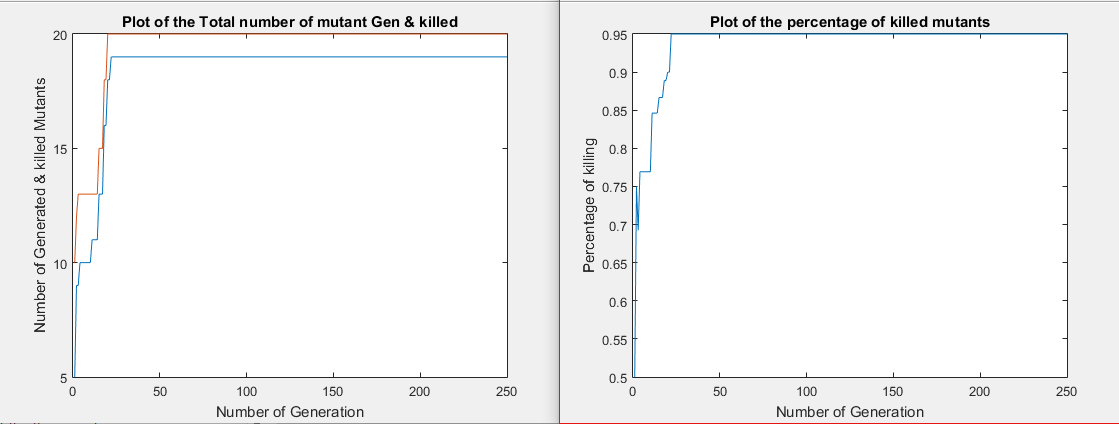 Plot of the Total number of mutant Gen & killed
20
15
10
5
Number of Generated & killed Mutants
0 50 100 150 200 250
Number of Generation
Plot of the percentage of killed mutants
0.95
0.9
0.85
0.8
0.75
0.7
0.65
0.6
0.55
0.5
Percentage of killing
0 50 100 150 200 250
Number of Generation